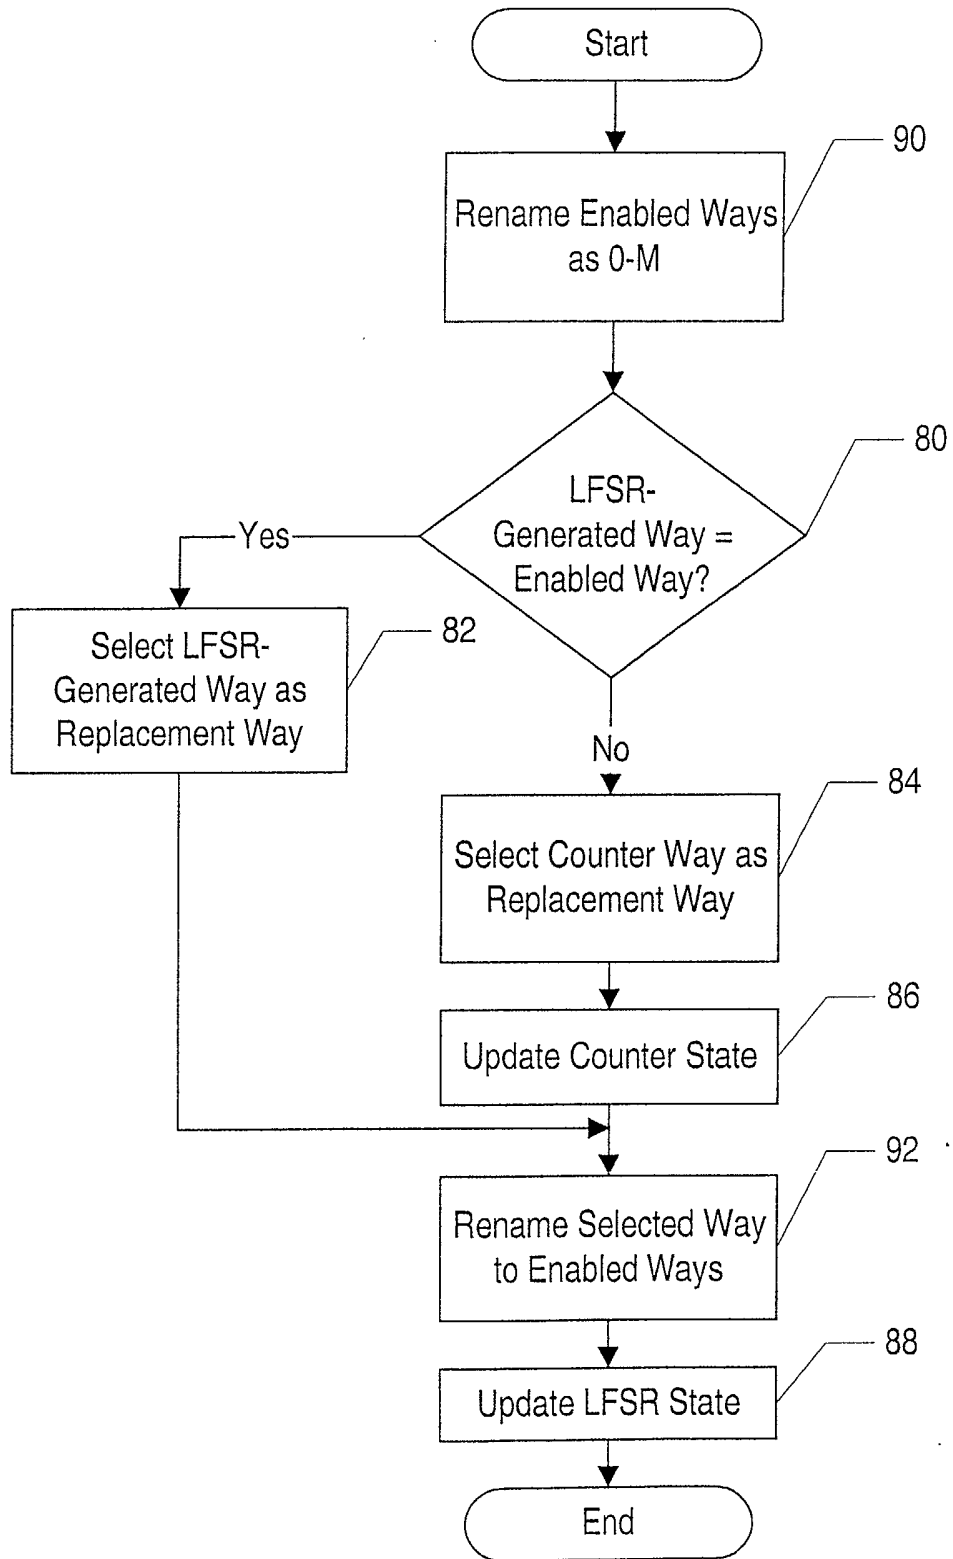 Start
90
Rename Enabled Ways
as 0-M
80
LFSR-
Generated Way =
Enabled Way?
Yes
82
Select LFSR-
Generated Way as
Replacement Way
No
84
Select Counter Way as
Replacement Way
86
Update Counter State
92
Rename Selected Way
to Enabled Ways
88
Update LFSR State
End